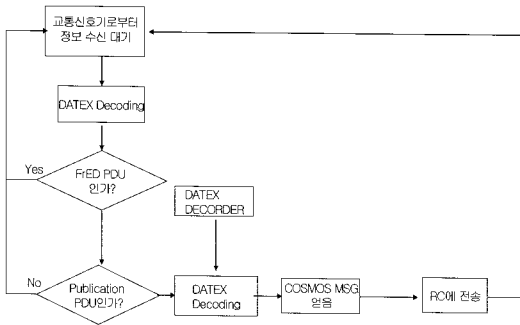 교통신호기로부터
정보 수신 대기
DATEX Decoding
Yes
FrED PDU
인가?
DATEX
DECORDER
No
Publication
PDU인가?
DATEX
Decoding
COSMOS MSG
얻음
RC에 전송